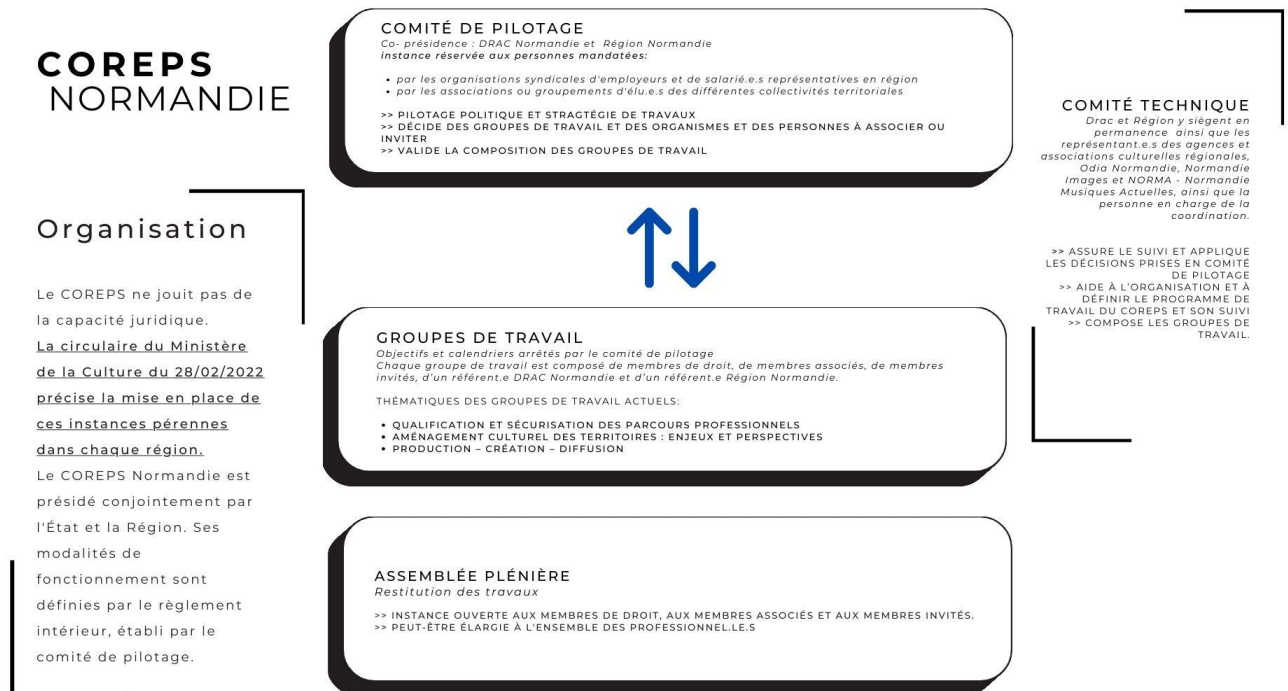 COREPS
NORMANDIE
Organisation
Le COREPS ne jouit pas de
la capacité juridique.
La circulaire du Ministère
de la Culture du 28/02/2022
précise la mise en place de
ces instances pérennes
dans chaque région.
Le COREPS Normandie est
présidé conjointement par
l'État et la Région. Ses
modalités de
fonctionnement sont
définies par le règlement
intérieur, établi par le
comité de pilotage.
COMITÉ DE PILOTAGE
Co- présidence : DRAC Normandie et Région Normandie
instance réservée aux personnes mandatées:
• par les organisations syndicales d'employeurs et de salarié.e.s représentatives en région
• par les associations ou groupements d'élu.e.s des différentes collectivités territoriales
>> PILOTAGE POLITIQUE ET STRAGTÉGIE DE TRAVAUX
>> DÉCIDE DES GROUPES DE TRAVAIL ET DES ORGANISMES ET DES PERSONNES À ASSOCIER OU
INVITER
>> VALIDE LA COMPOSITION DES GROUPES DE TRAVAIL
GROUPES DE TRAVAIL
Objectifs et calendriers arrêtés par le comité de pilotage
Chaque groupe de travail est composé de membres de droit, de membres associés, de membres
invités, d'un référent.e DRAC Normandie et d'un référent.e Région Normandie.
THÉMATIQUES DES GROUPES DE TRAVAIL ACTUELS:
• QUALIFICATION ET SÉCURISATION DES PARCOURS PROFESSIONNELS
• AMÉNAGEMENT CULTUREL DES TERRITOIRES : ENJEUX ET PERSPECTIVES
• PRODUCTION – CRÉATION – DIFFUSION
ASSEMBLÉE PLÉNIÈRE
Restitution des travaux
>> INSTANCE OUVERTE AUX MEMBRES DE DROIT, AUX MEMBRES ASSOCIÉS ET AUX MEMBRES INVITÉS.
>> PEUT-ÊTRE ÉLARGIE À L'ENSEMBLE DES PROFESSIONNEL.LE.S
COMITÉ TECHNIQUE
Drac et Région y siègent en
permanence ainsi que les
représentant.e.s des agences et
associations culturelles régionales,
Odia Normandie, Normandie
Images et NORMA - Normandie
Musiques Actuelles, ainsi que la
personne en charge de la
coordination.
>> ASSURE LE SUIVI ET APPLIQUE
LES DÉCISIONS PRISES EN COMITÉ
DE PILOTAGE
>> AIDE À L'ORGANISATION ET À
DÉFINIR LE PROGRAMME DE
TRAVAIL DU COREPS ET SON SUIVI
>> COMPOSE LES GROUPES DE
TRAVAIL.